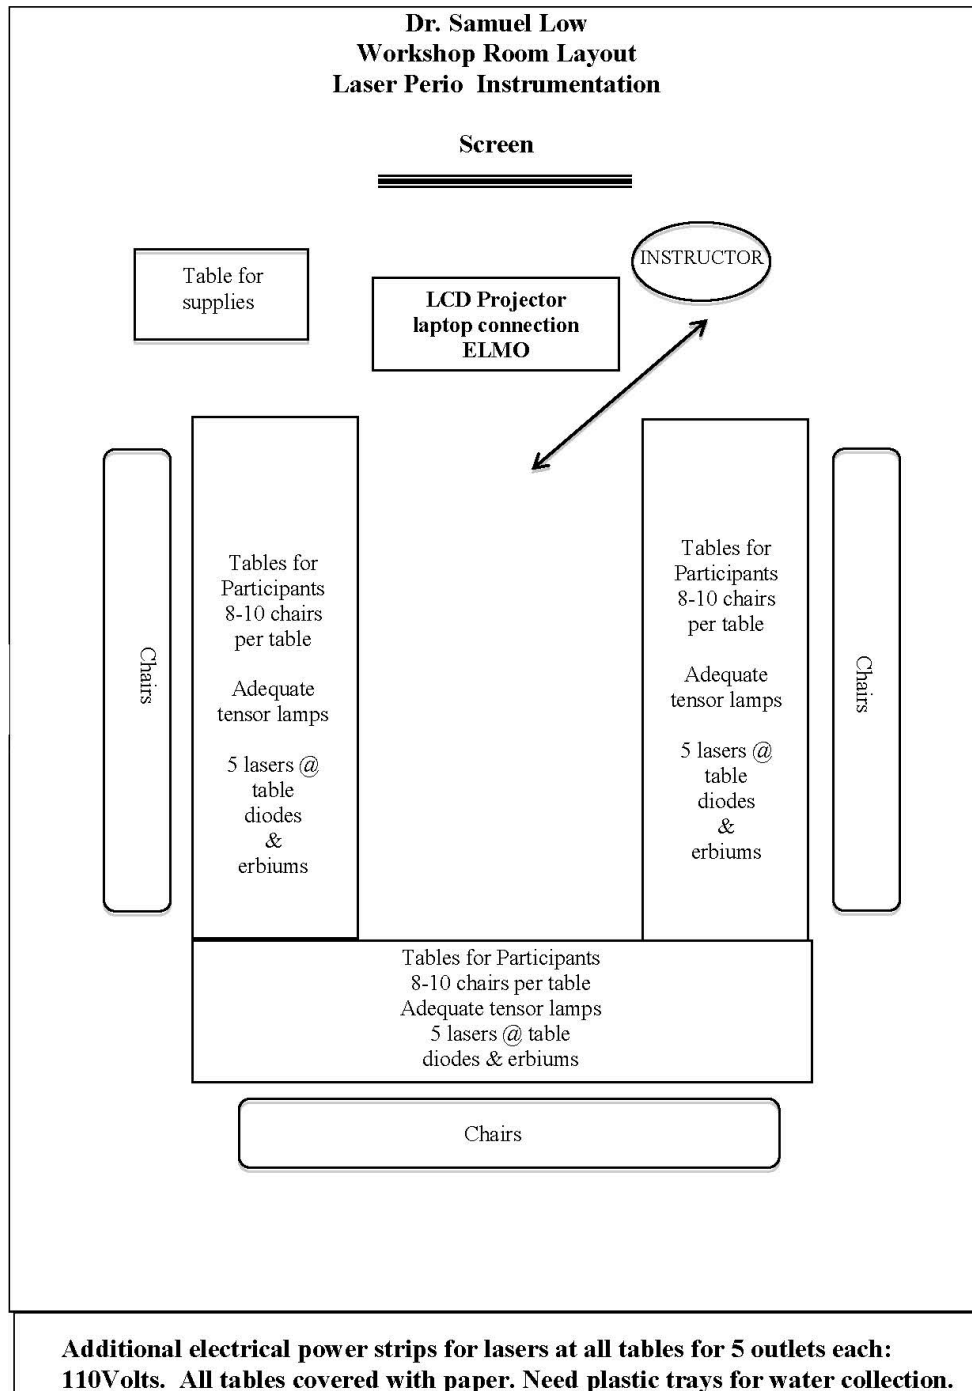 Dr. Samuel Low
Workshop Room Layout
Laser Perio Instrumentation
Screen
INSTRUCTOR
Table for
supplies
LCD Projector
laptop connection
ELMO
Chairs
Tables for
Participants
8-10 chairs
per table
Adequate
tensor lamps
5 lasers @
table
diodes
&
erbiums
Tables for
Participants
8-10 chairs
per table
Adequate
tensor lamps
5 lasers @
table
diodes
&
erbiums
Chairs
Tables for Participants
8-10 chairs per table
Adequate tensor lamps
5 lasers @ table
diodes & erbiums
Chairs
Additional electrical power strips for lasers at all tables for 5 outlets each:
110Volts. All tables covered with paper. Need plastic trays for water collection.